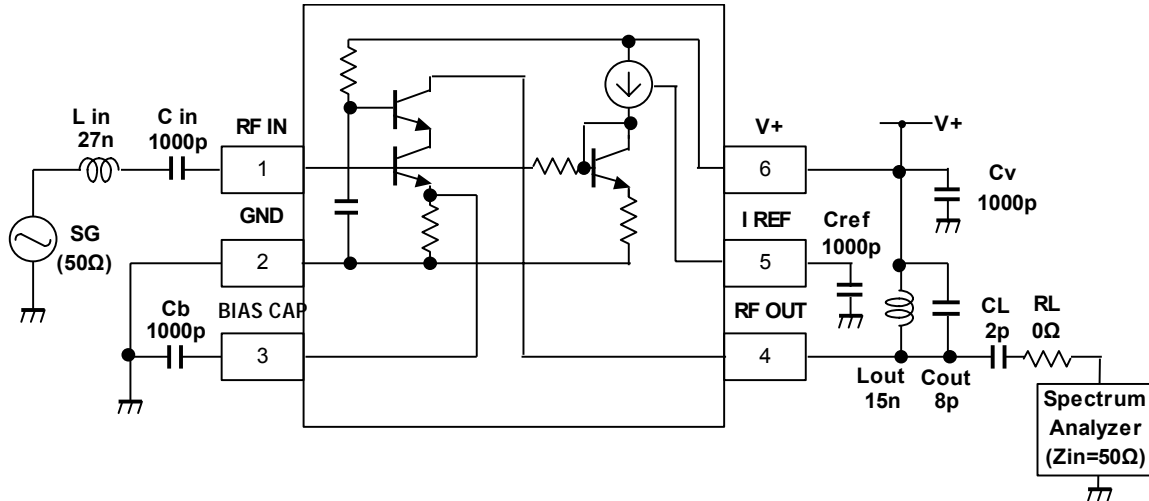 L in
27n
C in
1000p
RF IN
1
GND
2
SG
(50Ω)
Cb
1000p
BIAS CAP
3
V+
6
V+
Cv
1000p
I REF
5
Cref
1000p
RF OUT
4
Lout
15n
Cout
8p
CL
2p
RL
0Ω
Spectrum
Analyzer
(Zin=50Ω)